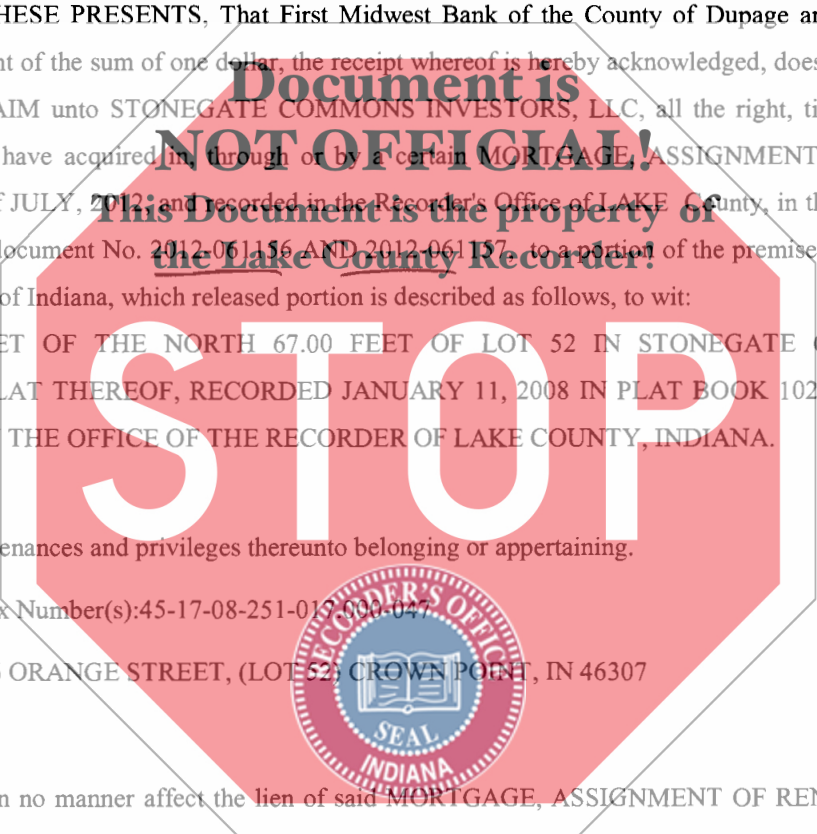 HESE PRESENTS, That First Midwest Bank of the County of Dupage an
nt of the sum of one dollar, the receipt whereof is hereby acknowledged, does
AIM unto STONEGATE COMMONS INVESTORS, LLC, all the right, ti
have acquired in, through or by a certain MORTGAGE, ASSIGNMENT
f JULY, 2012, and recorded in the Recorder's Office of LAKE County, in th
document No. 2012-061156 AND 2012-061157, to a portion of the premise
of Indiana, which released portion is described as follows, to wit:
ET OF THE NORTH 67.00 FEET OF LOT 52 IN STONEGATE
LAT THEREOF, RECORDED JANUARY 11, 2008 IN PLAT BOOK 102
THE OFFICE OF THE RECORDER OF LAKE COUNTY, INDIANA.
enances and privileges thereunto belonging or appertaining.
x Number(s):45-17-08-251-017.000-047
ORANGE STREET, (LOT 52) CROWN POINT, IN 46307
n no manner affect the lien of said MORTGAGE, ASSIGNMENT OF REN
Document is
NOT OFFICIAL!
This Document is the property of
the Lake County Recorder!
STOP
RECORDER'S OFFICE
SEAL
INDIANA